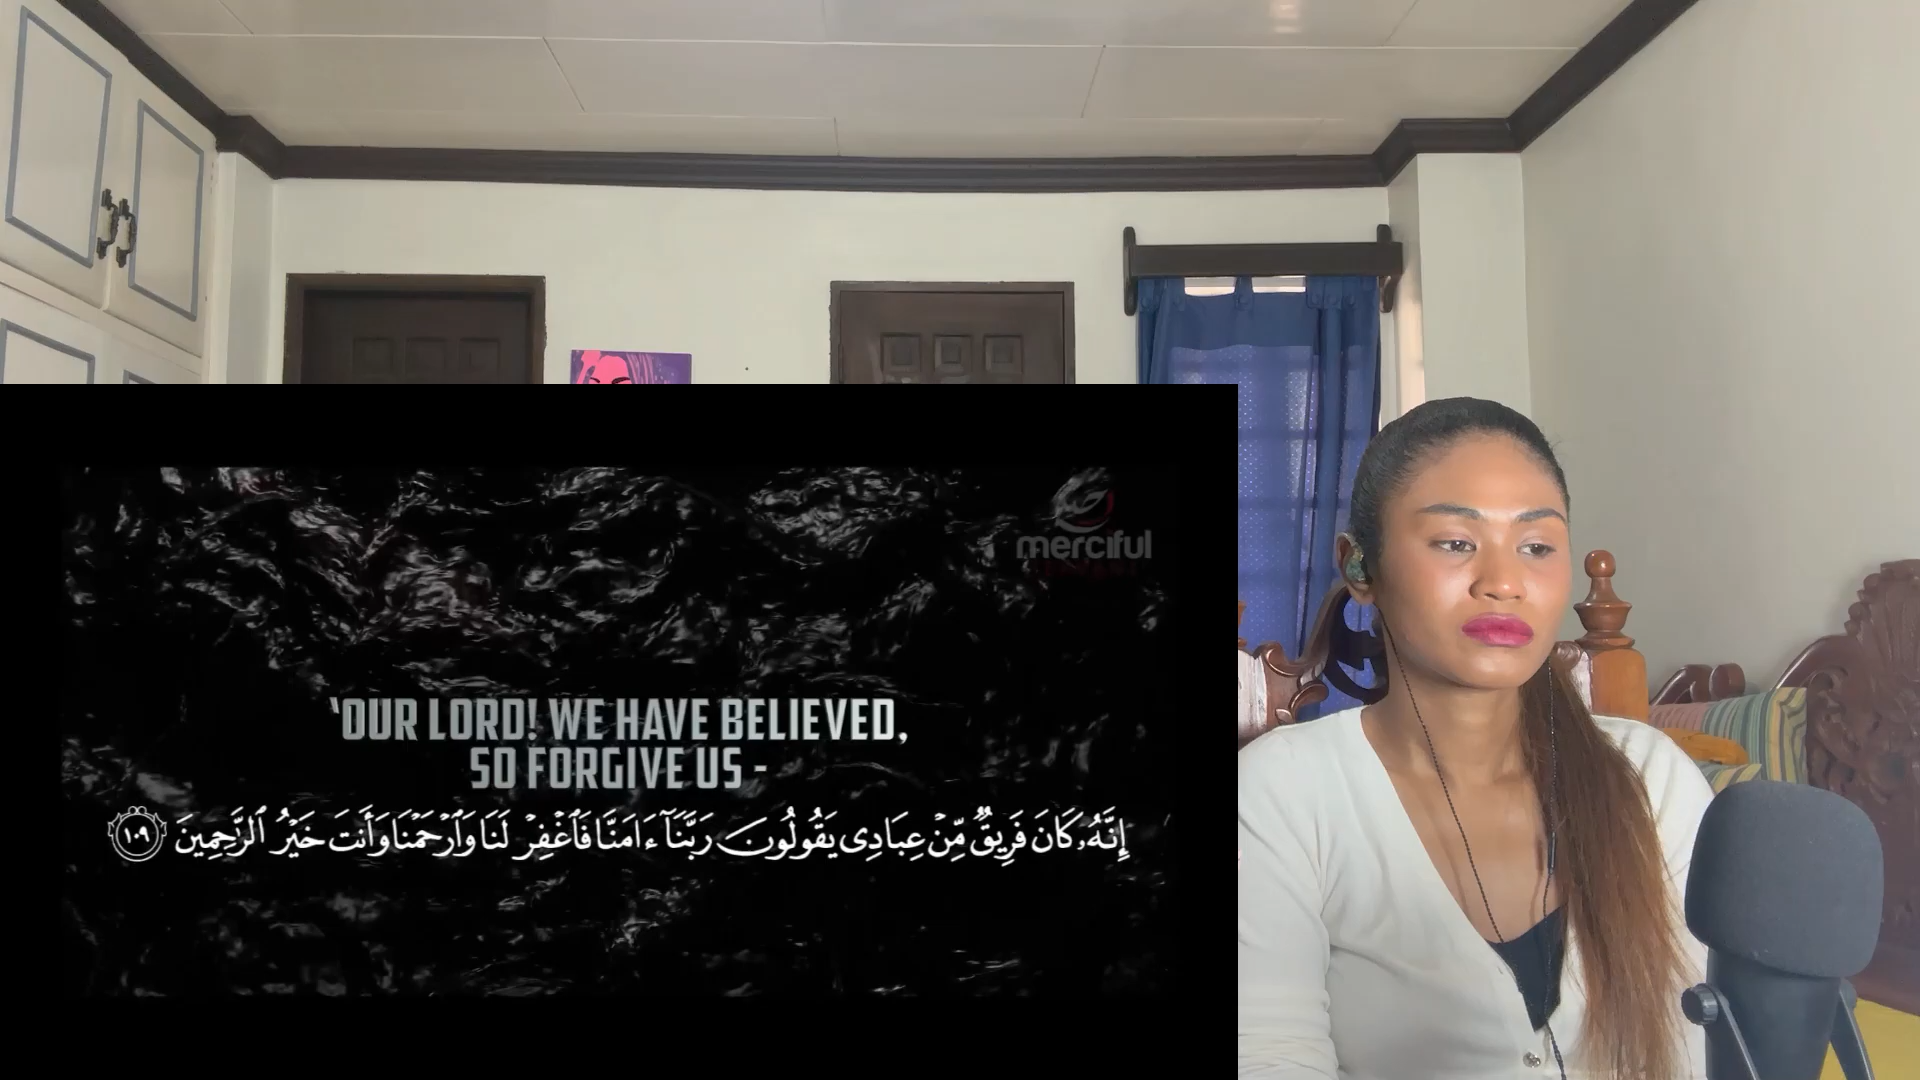 حلم
merciful
'OUR LORD! WE HAVE BELIEVED,
SO FORGIVE US -
إِنَّهُۥ كَانَ فَرِيقٌ مِّنْ عِبَادِى يَقُولُونَ رَبَّنَآ ءَامَنَّا فَٱغْفِرْ لَنَا وَٱرْحَمْنَا وَأَنتَ خَيْرُ ٱلرَّٰحِمِينَ ١٠٩